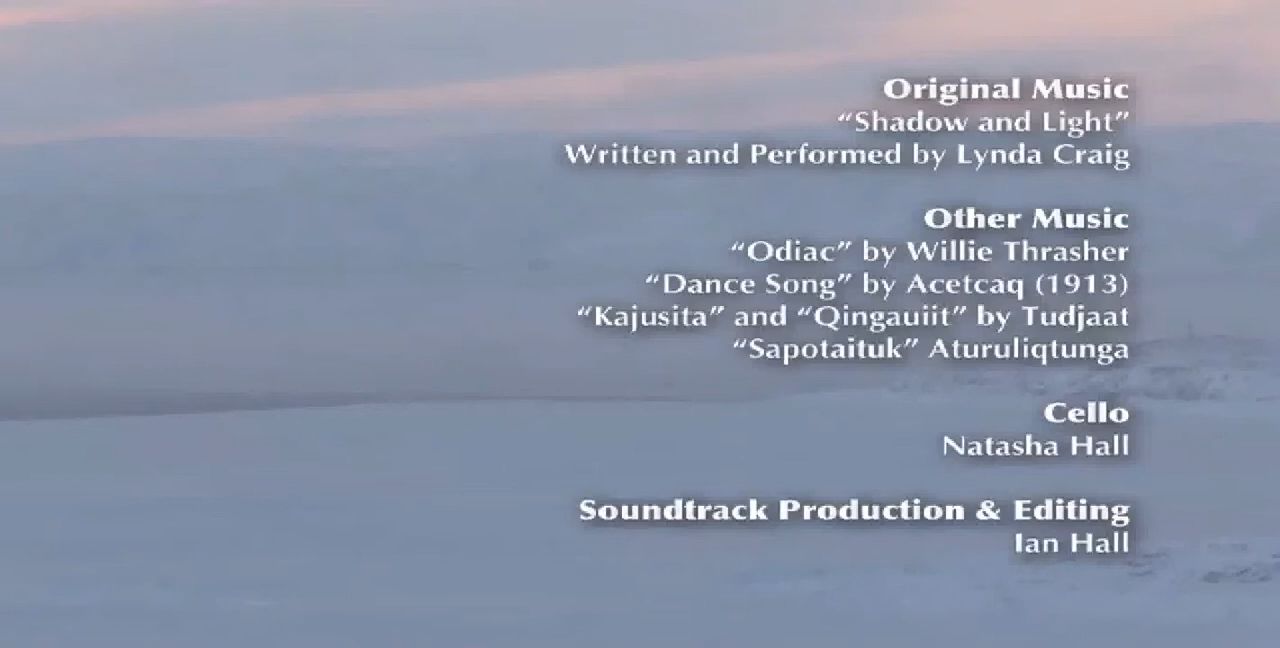 Original Music
“Shadow and Light”
Written and Performed by Lynda Craig
Other Music
“Odiac” by Willie Thrasher
“Dance Song” by Acetcaq (1913)
“Kajusita” and “Qingauiit” by Tudjaat
“Sapotaituk” Aturuliqtunga
Cello
Natasha Hall
Soundtrack Production & Editing
Ian Hall